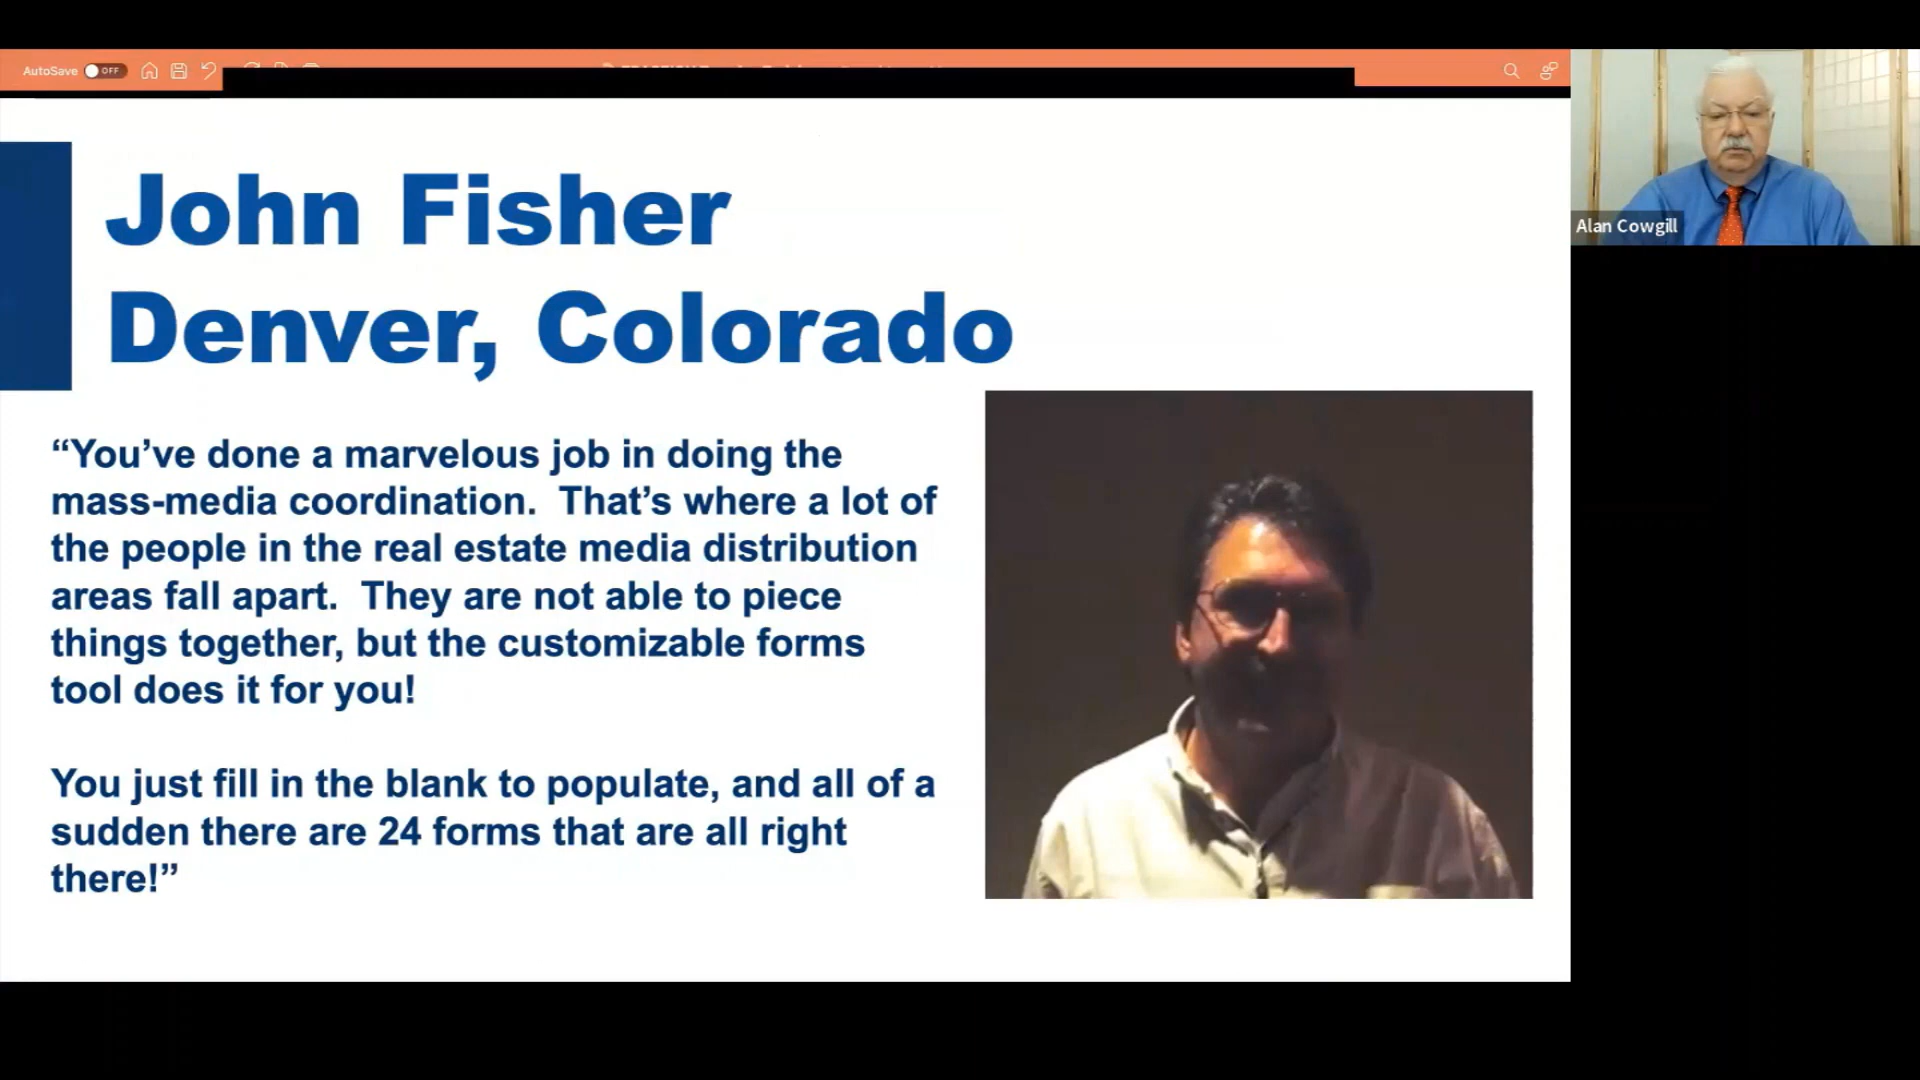 AutoSave OFF
John Fisher
Denver, Colorado
“You’ve done a marvelous job in doing the
mass-media coordination.  That’s where a lot of
the people in the real estate media distribution
areas fall apart.  They are not able to piece
things together, but the customizable forms
tool does it for you!
You just fill in the blank to populate, and all of a
sudden there are 24 forms that are all right
there!”
Alan Cowgill